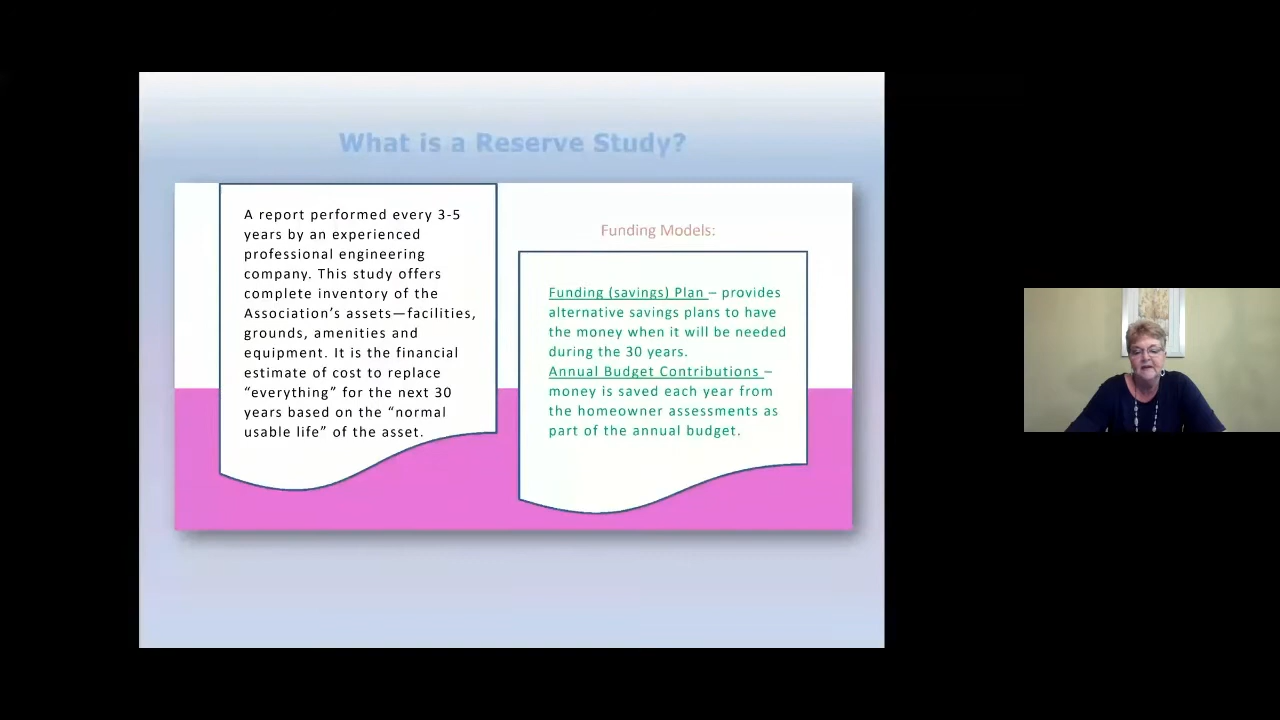 What is a Reserve Study?
A report performed every 3-5
years by an experienced
professional engineering
company. This study offers
complete inventory of the
Association’s assets—facilities,
grounds, amenities and
equipment. It is the financial
estimate of cost to replace
“everything” for the next 30
years based on the “normal
usable life” of the asset.
Funding Models:
Funding (savings) Plan – provides
alternative savings plans to have
the money when it will be needed
during the 30 years.
Annual Budget Contributions –
money is saved each year from
the homeowner assessments as
part of the annual budget.